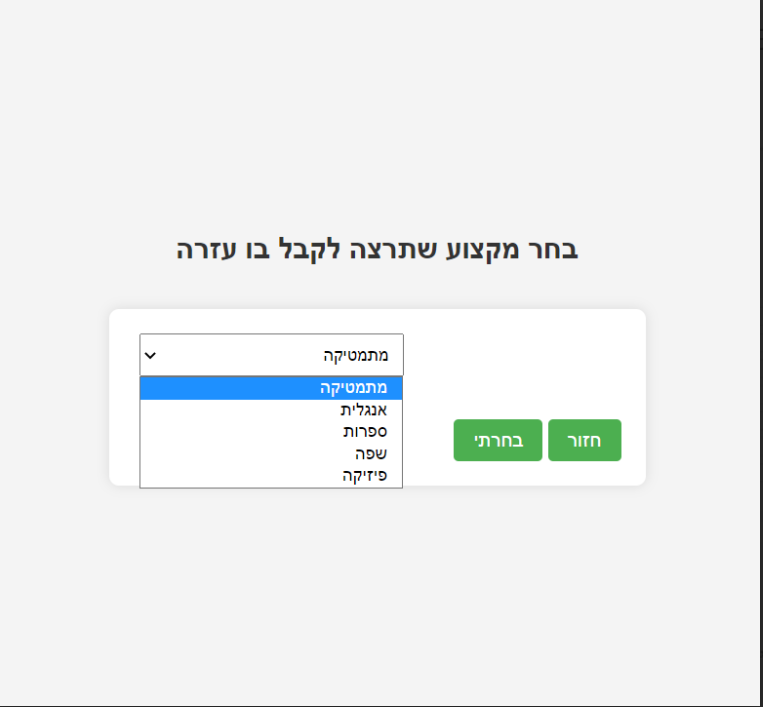 בחר מקצוע שתרצה לקבל בו עזרה
מתמטיקה
מתמטיקה
אנגלית
ספרות
שפה
פיזיקה
חזור
בחרתי